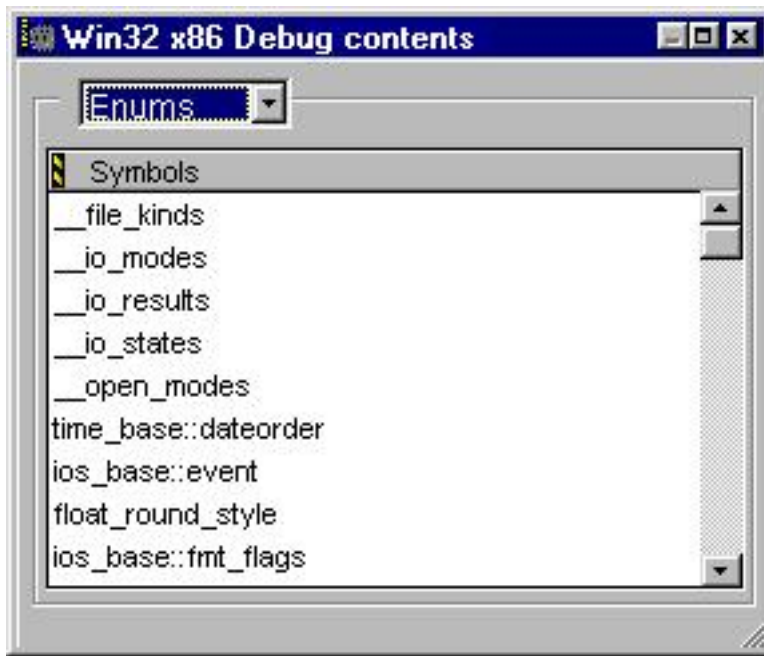 Win32 x86 Debug contents
Enums
Symbols
__file_kinds
__io_modes
__io_results
__io_states
__open_modes
time_base::dateorder
ios_base::event
float_round_style
ios_base::fmt_flags